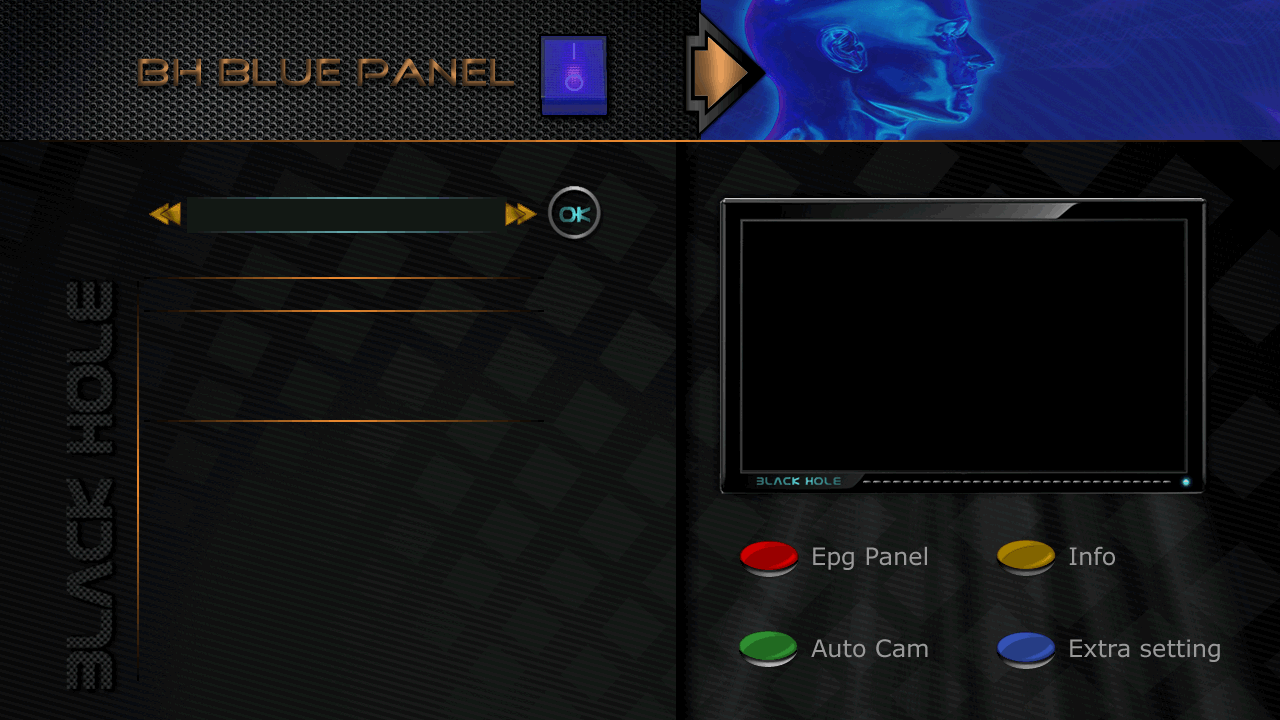 BH BLUE PANEL
OK
BLACK HOLE
BLACK HOLE
Epg Panel
Info
Auto Cam
Extra setting